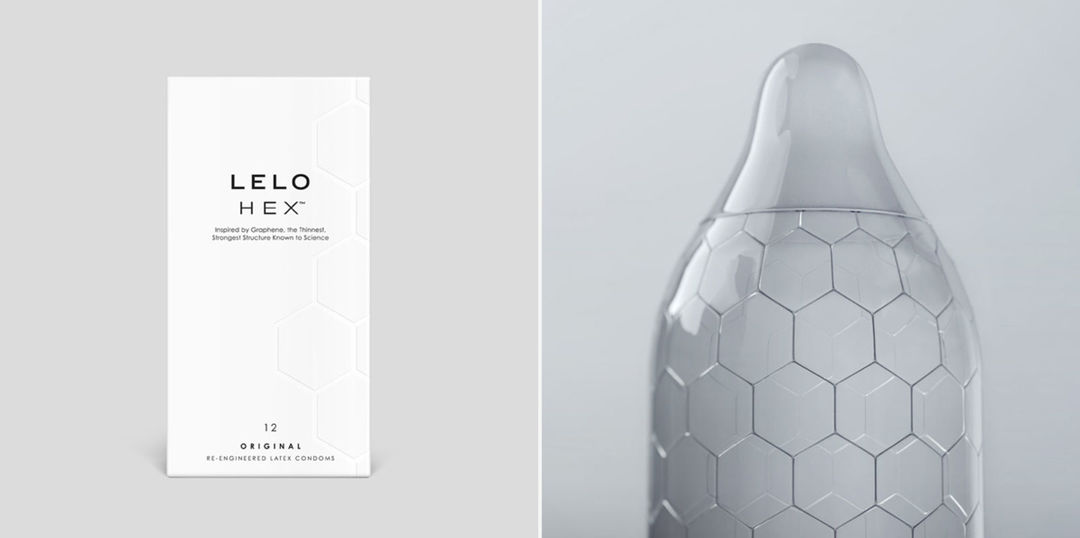 LELO
HEX™
Inspired by Graphene, the Thinnest,
Strongest Structure Known to Science
12
ORIGINAL
RE-ENGINEERED LATEX CONDOMS